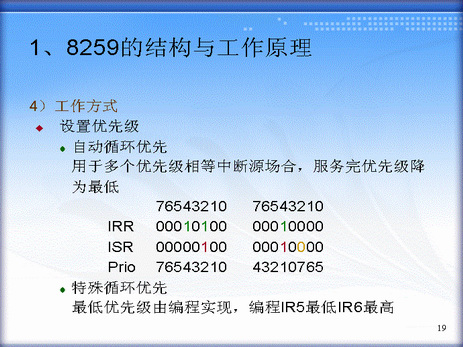 1、8259的结构与工作原理
4）工作方式
设置优先级
自动循环优先
用于多个优先级相等中断源场合，服务完优先级降
为最低
76543210 76543210
IRR 00010100 00010000
ISR 00000100 00010000
Prio 76543210 43210765
特殊循环优先
最低优先级由编程实现，编程IR5最低IR6最高
19